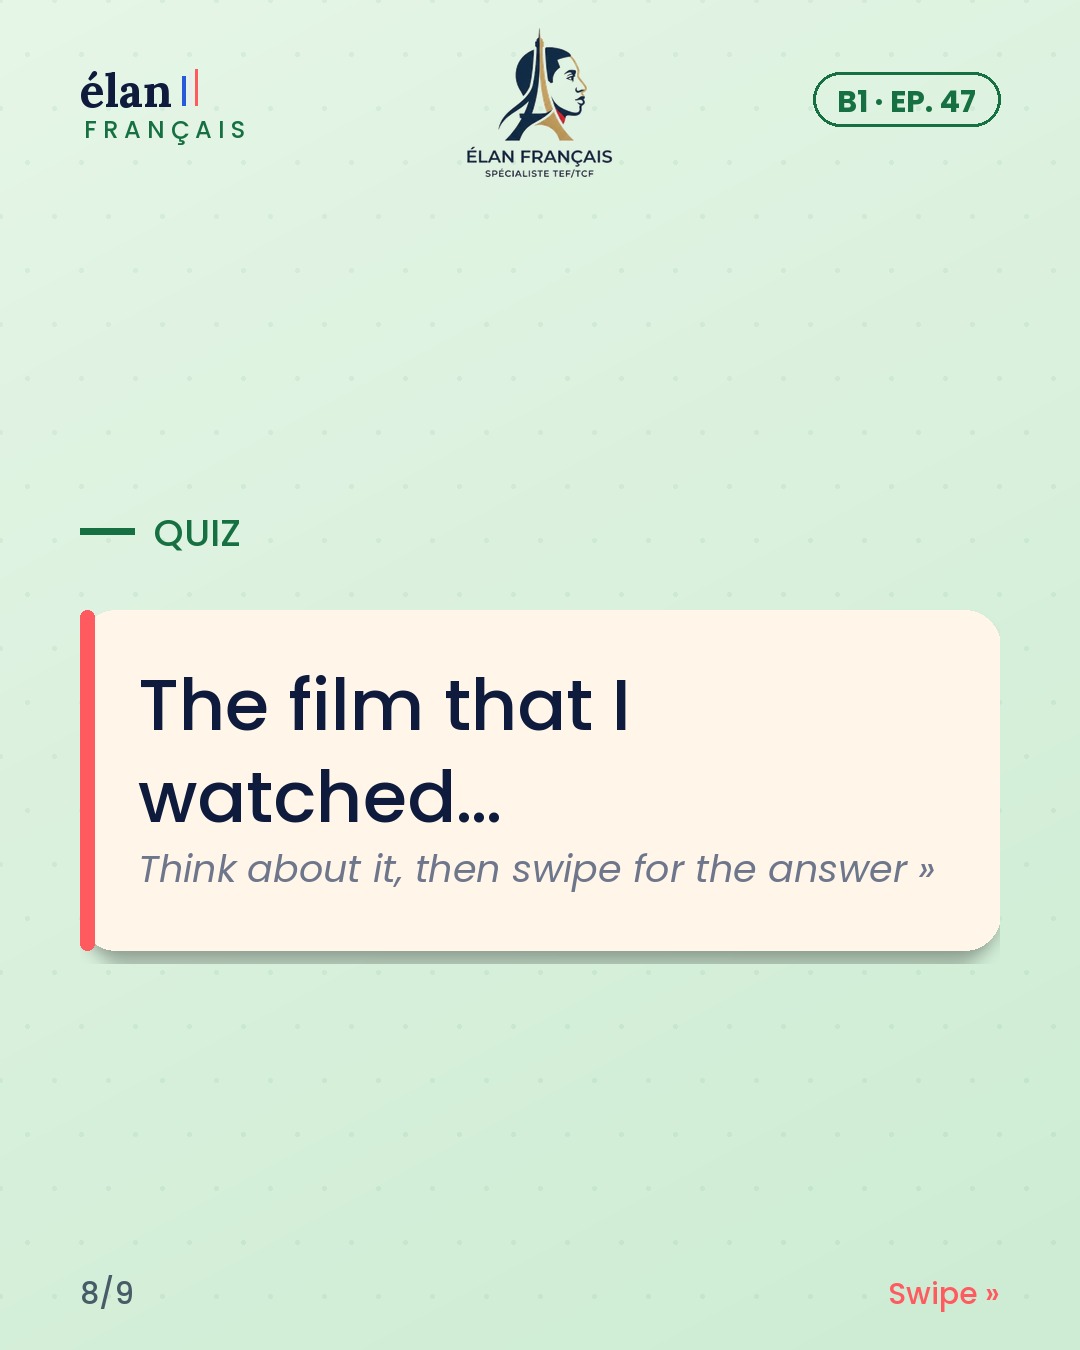 élan
FRANÇAIS
ÉLAN FRANÇAIS
SPÉCIALISTE TEF/TCF
B1 · EP. 47
QUIZ
The film that I
watched...
Think about it, then swipe for the answer »
8/9
Swipe »